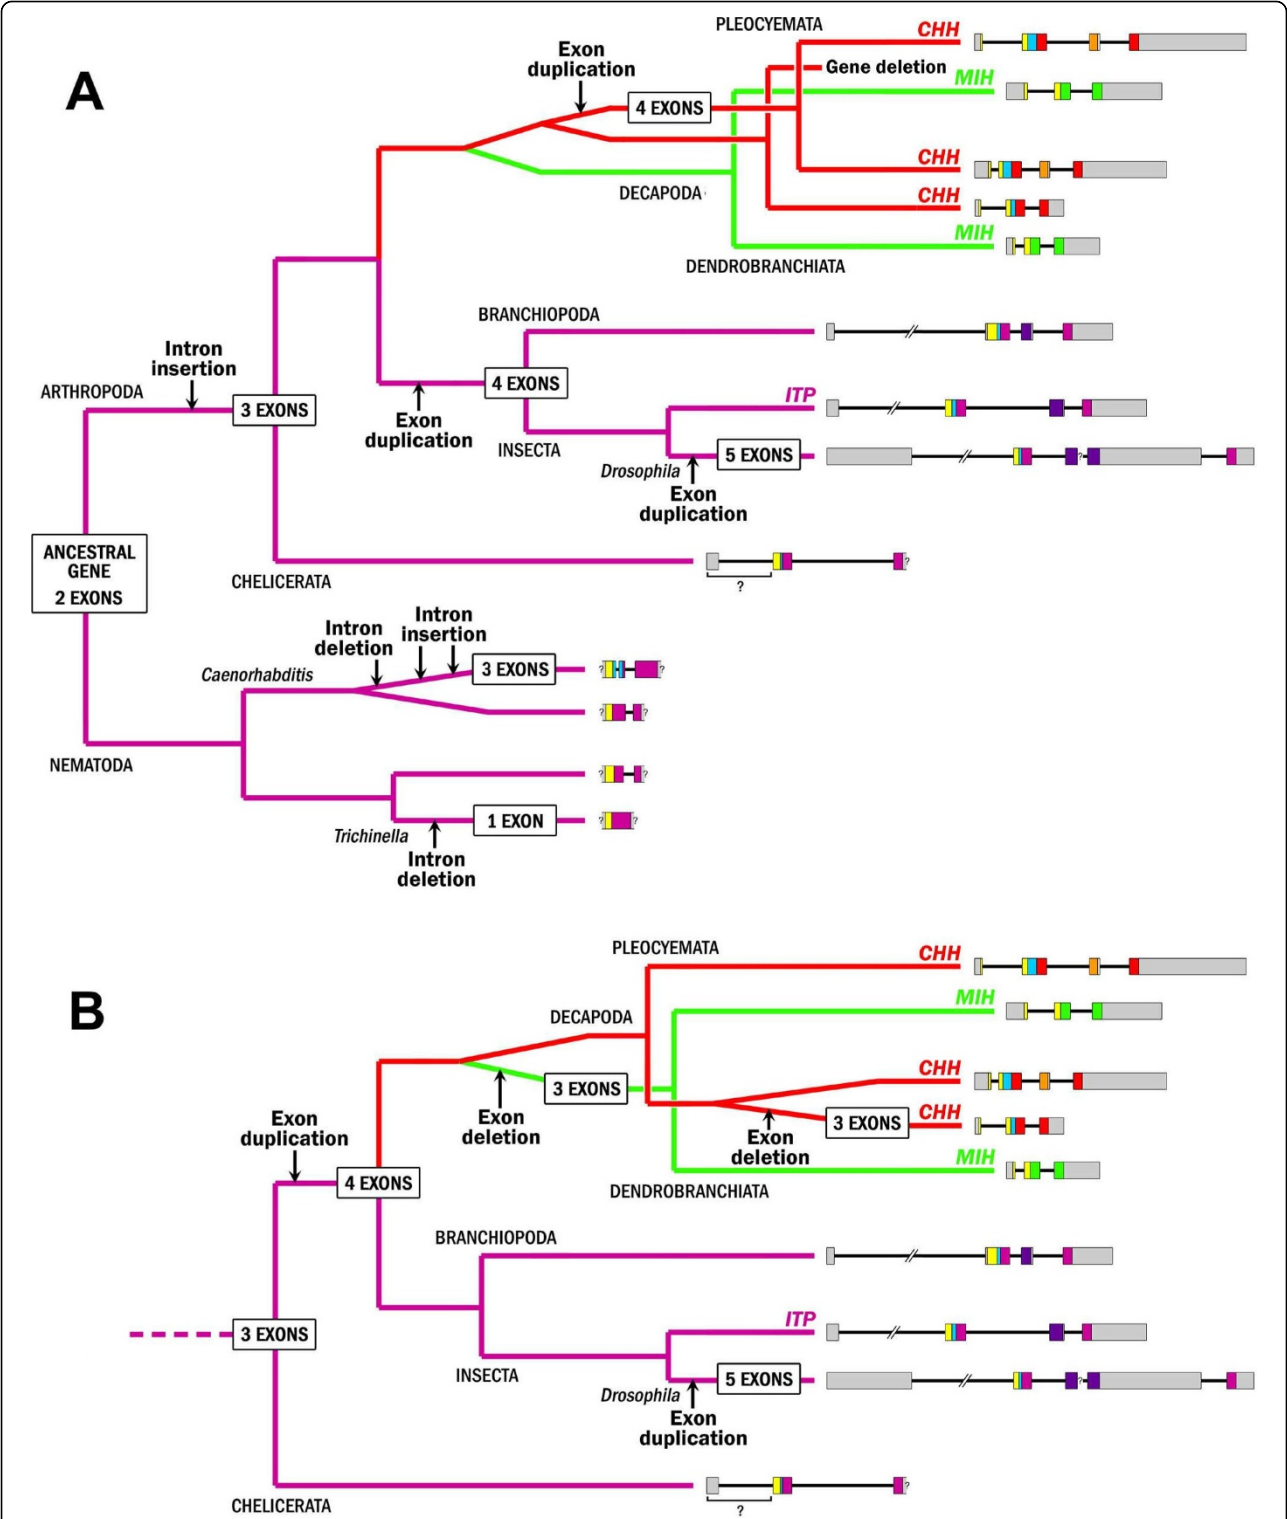 A
PLEOCYEMATA
CHH
Exon
duplication
Gene deletion
4 EXONS
MIH
CHH
DECAPODA
CHH
MIH
DENDROBRANCHIATA
BRANCHIOPODA
Intron
insertion
ARTHROPODA
3 EXONS
4 EXONS
ITP
Exon
duplication
INSECTA
Drosophila
5 EXONS
?
Exon
duplication
ANCESTRAL
GENE
2 EXONS
CHELICERATA
?
?
Intron
deletion
Intron
insertion
Caenorhabditis
3 EXONS
? ?
? ?
NEMATODA
? ?
Trichinella
1 EXON
? ?
Intron
deletion
B
PLEOCYEMATA
CHH
MIH
DECAPODA
CHH
3 EXONS
Exon
deletion
CHH
3 EXONS
Exon
deletion
Exon
duplication
MIH
4 EXONS
DENDROBRANCHIATA
BRANCHIOPODA
ITP
3 EXONS
INSECTA
Drosophila
5 EXONS
?
Exon
duplication
CHELICERATA
?
?